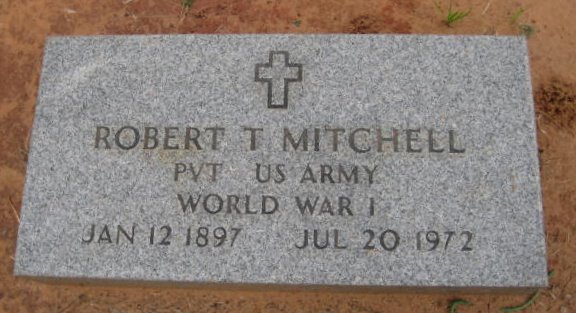 ROBERT T MITCHELL
PVT US ARMY
WORLD WAR I
JAN 12 1897 JUL 20 1972